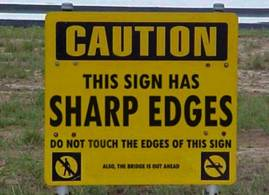 CAUTION
THIS SIGN HAS
SHARP EDGES
DO NOT TOUCH THE EDGES OF THIS SIGN
ALSO, THE BRIDGE IS OUT AHEAD